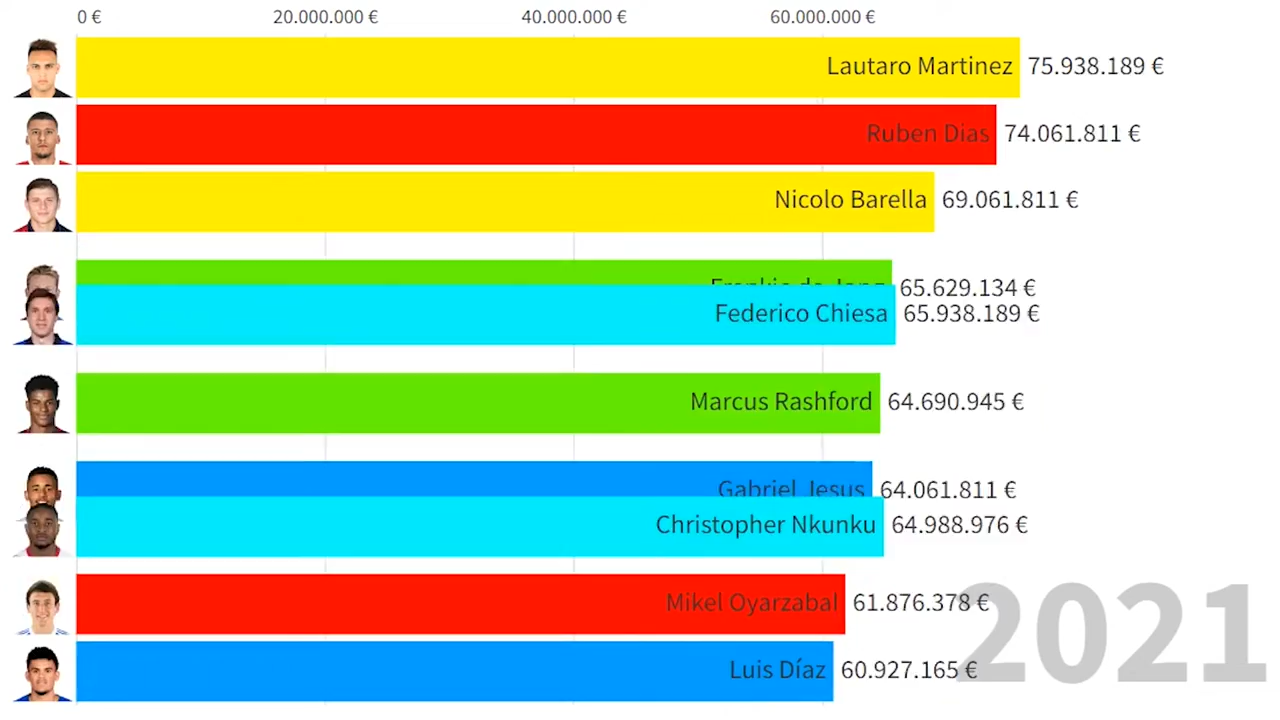 0 € 20.000.000 € 40.000.000 € 60.000.000 €
Lautaro Martinez 75.938.189 €
Ruben Dias 74.061.811 €
Nicolo Barella 69.061.811 €
Frenkie de Jong 65.629.134 €
Federico Chiesa 65.938.189 €
Marcus Rashford 64.690.945 €
Gabriel Jesus 64.061.811 €
Christopher Nkunku 64.988.976 €
Mikel Oyarzabal 61.876.378 €
Luis Díaz 60.927.165 €
2021